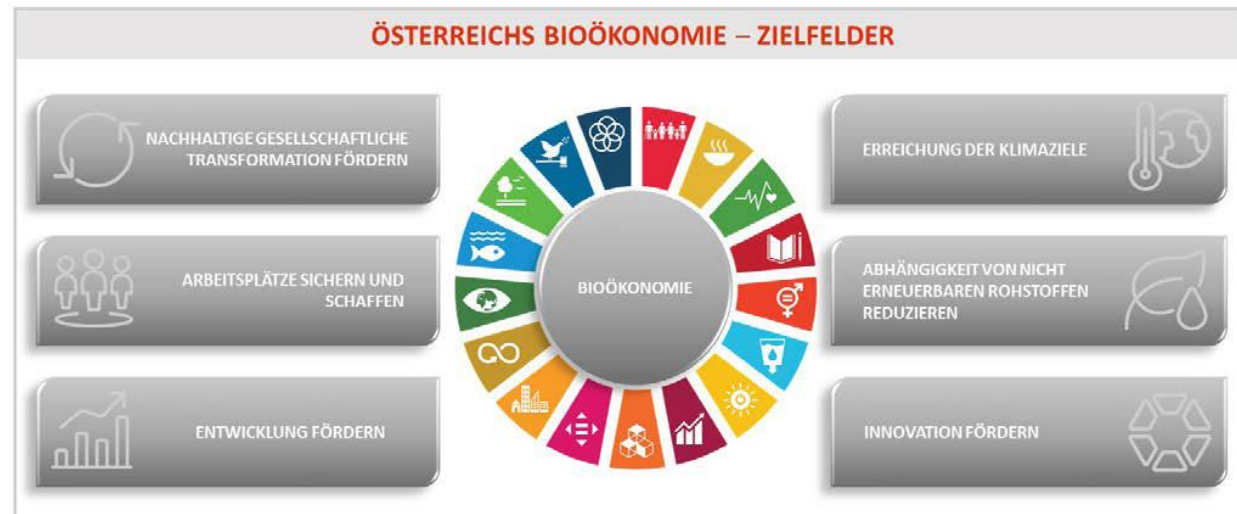 ÖSTERREICHS BIOÖKONOMIE – ZIELFELDER
NACHHALTIGE GESELLSCHAFTLICHE
TRANSFORMATION FÖRDERN
ARBEITSPLÄTZE SICHERN UND
SCHAFFEN
ENTWICKLUNG FÖRDERN
BIOÖKONOMIE
ERREICHUNG DER KLIMAZIELE
ABHÄNGIGKEIT VON NICHT
ERNEUERBAREN ROHSTOFFEN
REDUZIEREN
INNOVATION FÖRDERN